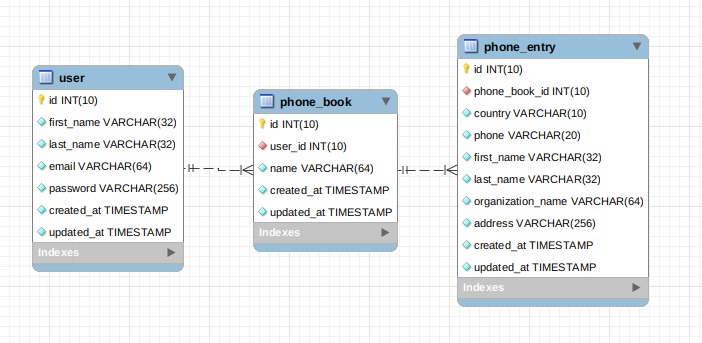 user
id INT(10)
first_name VARCHAR(32)
last_name VARCHAR(32)
email VARCHAR(64)
password VARCHAR(256)
created_at TIMESTAMP
updated_at TIMESTAMP
Indexes
phone_book
id INT(10)
user_id INT(10)
name VARCHAR(64)
created_at TIMESTAMP
updated_at TIMESTAMP
Indexes
phone_entry
id INT(10)
phone_book_id INT(10)
country VARCHAR(10)
phone VARCHAR(20)
first_name VARCHAR(32)
last_name VARCHAR(32)
organization_name VARCHAR(64)
address VARCHAR(256)
created_at TIMESTAMP
updated_at TIMESTAMP
Indexes